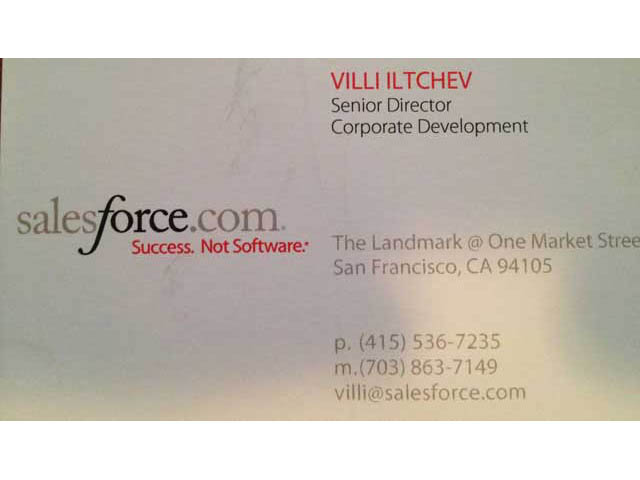 VILLI ILTCHEV
Senior Director
Corporate Development
salesforce.com.
Success. Not Software.
The Landmark @ One Market Stree
San Francisco, CA 94105
p. (415) 536-7235
m.(703) 863-7149
villi@salesforce.com